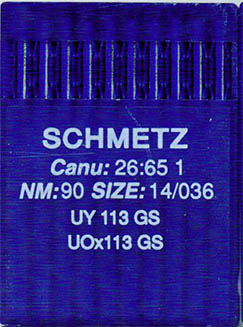 SCHMETZ
Canu: 26:65 1
NM:90 SIZE:14/036
UY 113 GS
UOx113 GS